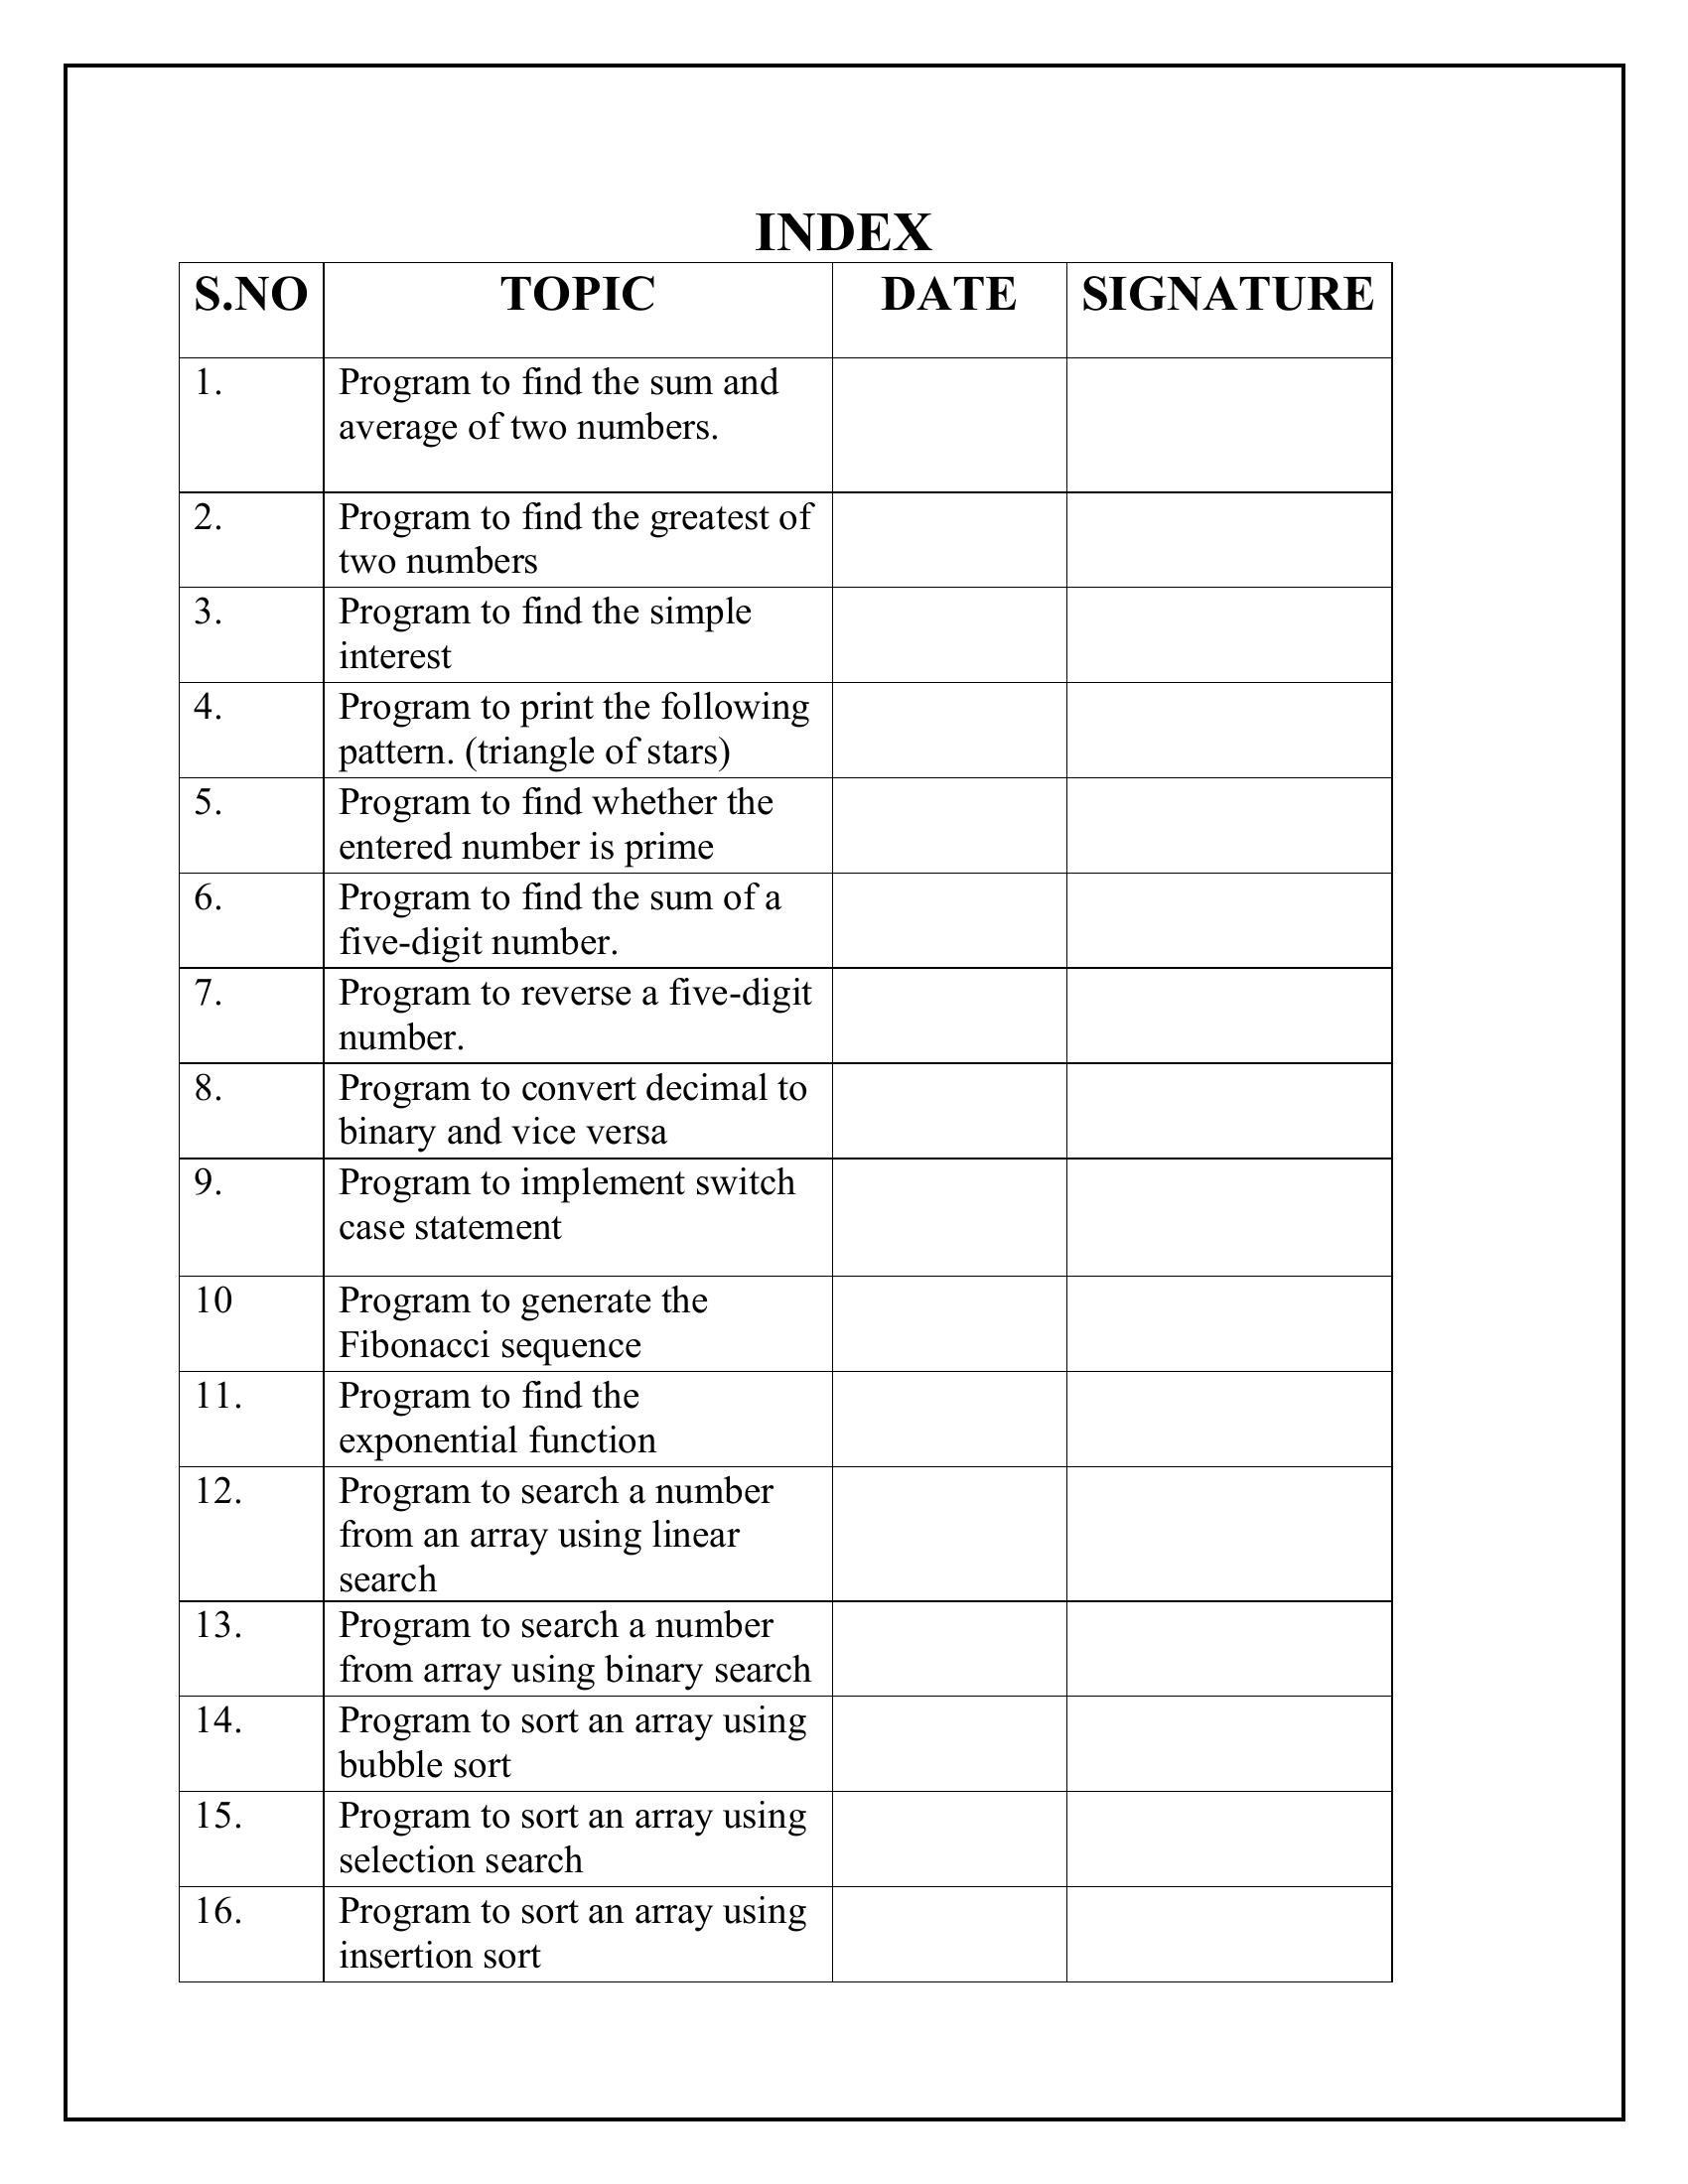 INDEX
S.NO TOPIC DATE SIGNATURE
1. Program to find the sum and
average of two numbers.
2. Program to find the greatest of
two numbers
3. Program to find the simple
interest
4. Program to print the following
pattern. (triangle of stars)
5. Program to find whether the
entered number is prime
6. Program to find the sum of a
five-digit number.
7. Program to reverse a five-digit
number.
8. Program to convert decimal to
binary and vice versa
9. Program to implement switch
case statement
10 Program to generate the
Fibonacci sequence
11. Program to find the
exponential function
12. Program to search a number
from an array using linear
search
13. Program to search a number
from array using binary search
14. Program to sort an array using
bubble sort
15. Program to sort an array using
selection search
16. Program to sort an array using
insertion sort